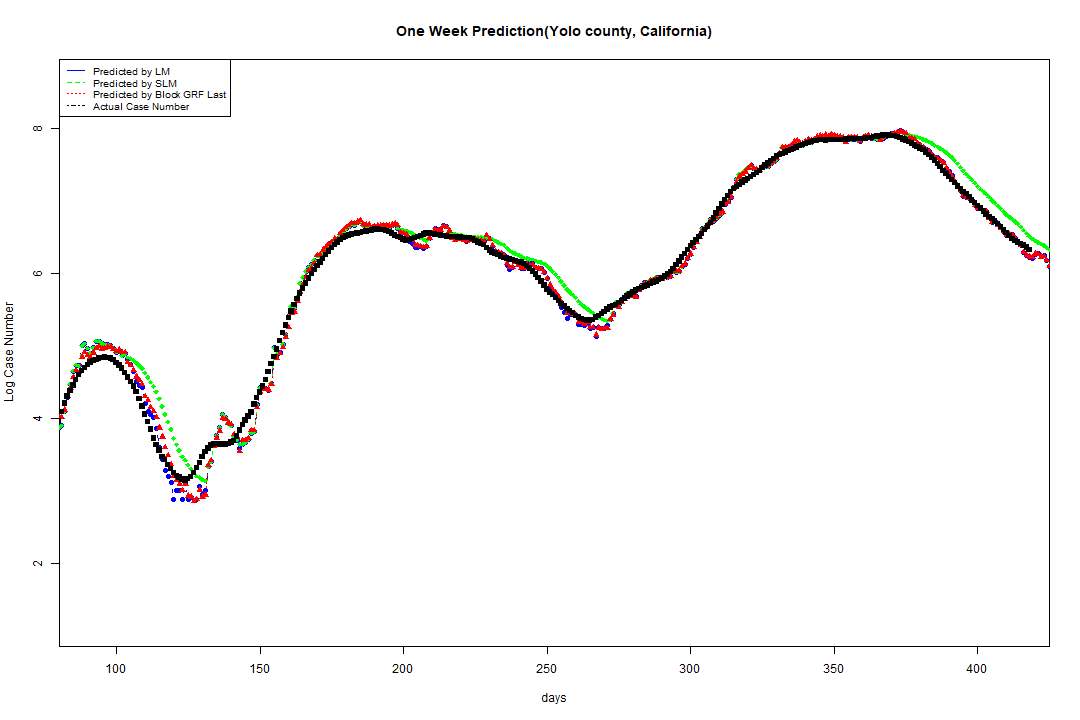 One Week Prediction(Yolo county, California)
Predicted by LM
Predicted by SLM
Predicted by Block GRF Last
Actual Case Number
8
6
4
2
Log Case Number
100 150 200 250 300 350 400
days